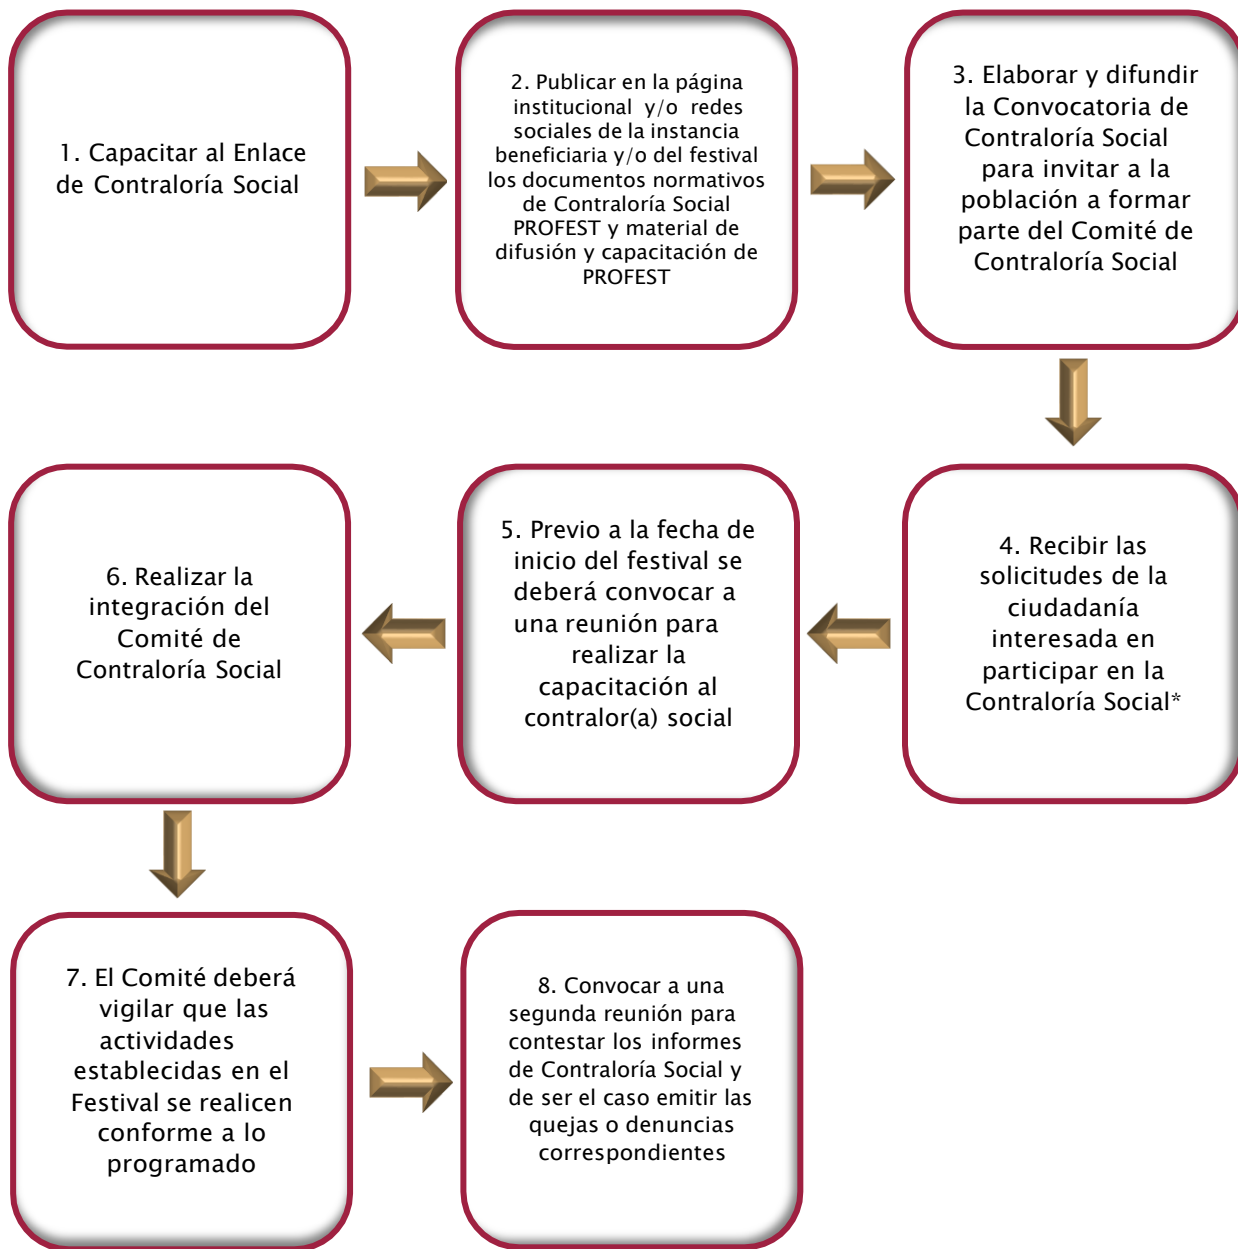 1. Capacitar al Enlace
de Contraloría Social
2. Publicar en la página
institucional y/o redes
sociales de la instancia
beneficiaria y/o del festival
los documentos normativos
de Contraloría Social
PROFEST y material de
difusión y capacitación de
PROFEST
3. Elaborar y difundir
la Convocatoria de
Contraloría Social
para invitar a la
población a formar
parte del Comité de
Contraloría Social
4. Recibir las
solicitudes de la
ciudadanía
interesada en
participar en la
Contraloría Social*
5. Previo a la fecha de
inicio del festival se
deberá convocar a
una reunión para
realizar la
capacitación al
contralor(a) social
6. Realizar la
integración del
Comité de
Contraloría Social
7. El Comité deberá
vigilar que las
actividades
establecidas en el
Festival se realicen
conforme a lo
programado
8. Convocar a una
segunda reunión para
contestar los informes
de Contraloría Social y
de ser el caso emitir las
quejas o denuncias
correspondientes